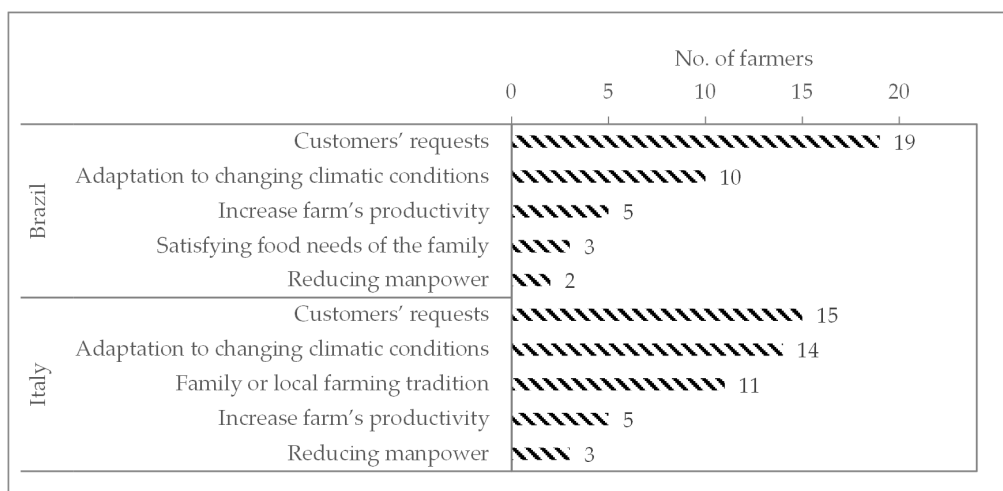 No. of farmers
0 5 10 15 20
Brazil
Customers’ requests 19
Adaptation to changing climatic conditions 10
Increase farm’s productivity 5
Satisfying food needs of the family 3
Reducing manpower 2
Italy
Customers’ requests 15
Adaptation to changing climatic conditions 14
Family or local farming tradition 11
Increase farm’s productivity 5
Reducing manpower 3